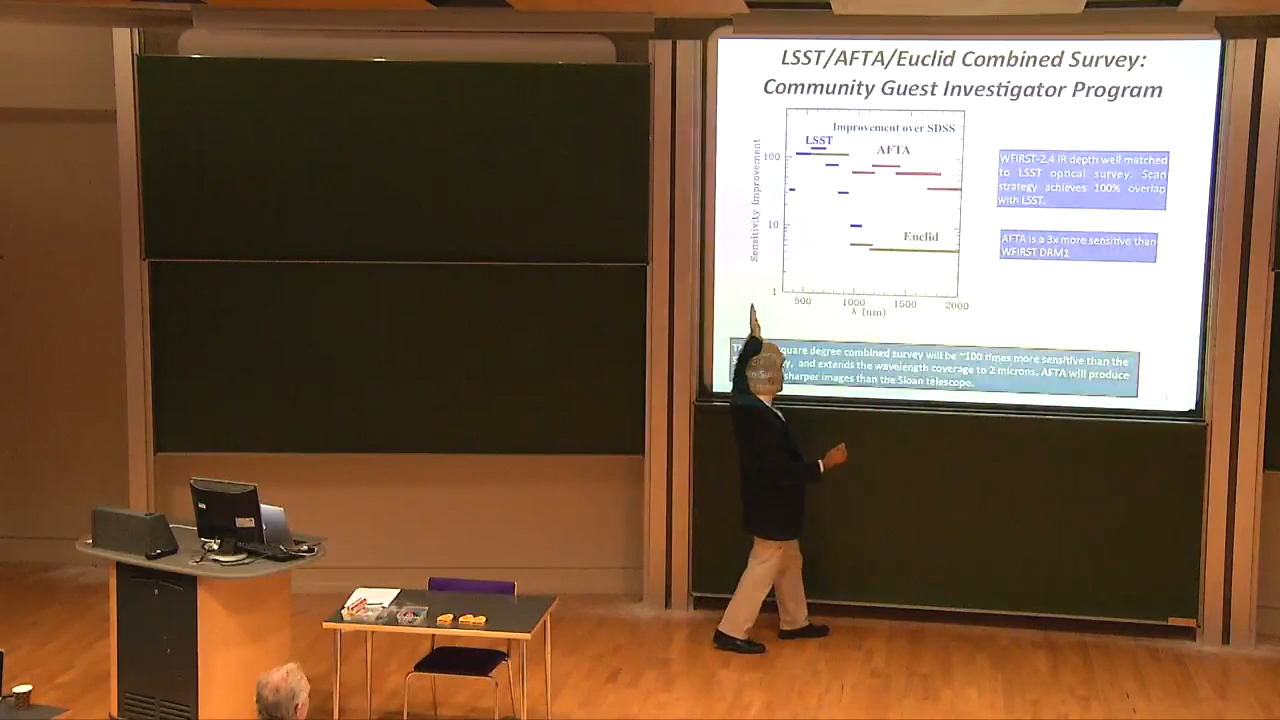 LSST/AFTA/Euclid Combined Survey:
Community Guest Investigator Program
Improvement over SDSS
LSST
AFTA
Euclid
Sensitivity Improvement
100
10
1
500
1000
1500
2000
λ (nm)
WFIRST-2.4 IR depth well matched
to LSST optical survey. Scan
strategy achieves 100% overlap
with LSST.
AFTA is a 3x more sensitive than
WFIRST DRM1
square degree combined survey will be ~100 times more sensitive than the
and extends the wavelength coverage to 2 microns. AFTA will produce
sharper images than the Sloan telescope.